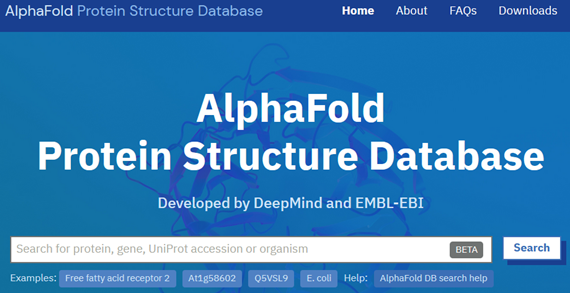 AlphaFold Protein Structure Database Home About FAQs Downloads
AlphaFold
Protein Structure Database
Developed by DeepMind and EMBL-EBI
Search for protein, gene, UniProt accession or organism BETA Search
Examples: Free fatty acid receptor 2 At1g58602 Q5VSL9 E. coli Help: AlphaFold DB search help